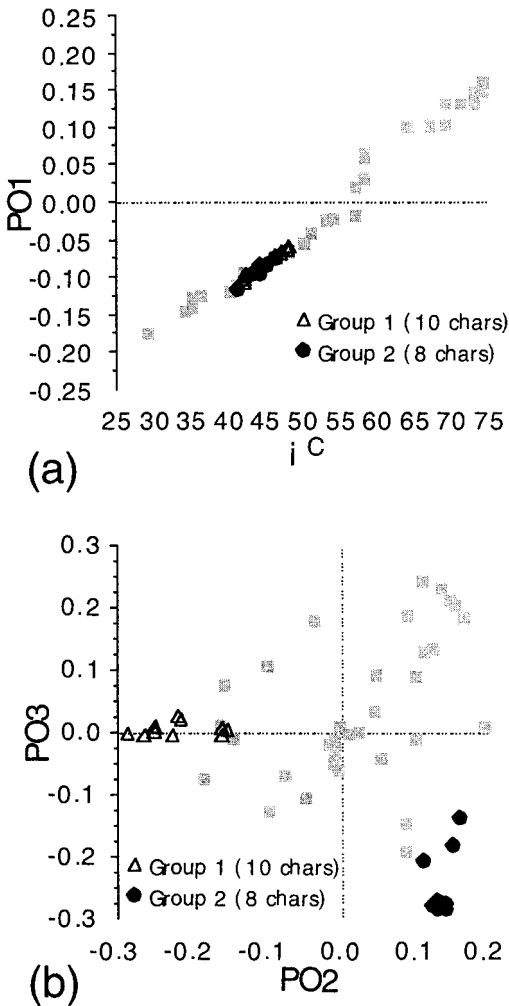 0.25
0.20
0.15
0.10
0.05
0.00
-0.05
-0.10
-0.15
-0.20
-0.25
PO1
△ Group 1 (10 chars)
● Group 2 (8 chars)
25 30 35 40 45 50 55 60 65 70 75
i C
(a)
0.3
0.2
0.1
0.0
-0.1
-0.2
-0.3
PO3
△ Group 1 (10 chars)
● Group 2 (8 chars)
-0.3 -0.2 -0.1 0.0 0.1 0.2
PO2
(b)